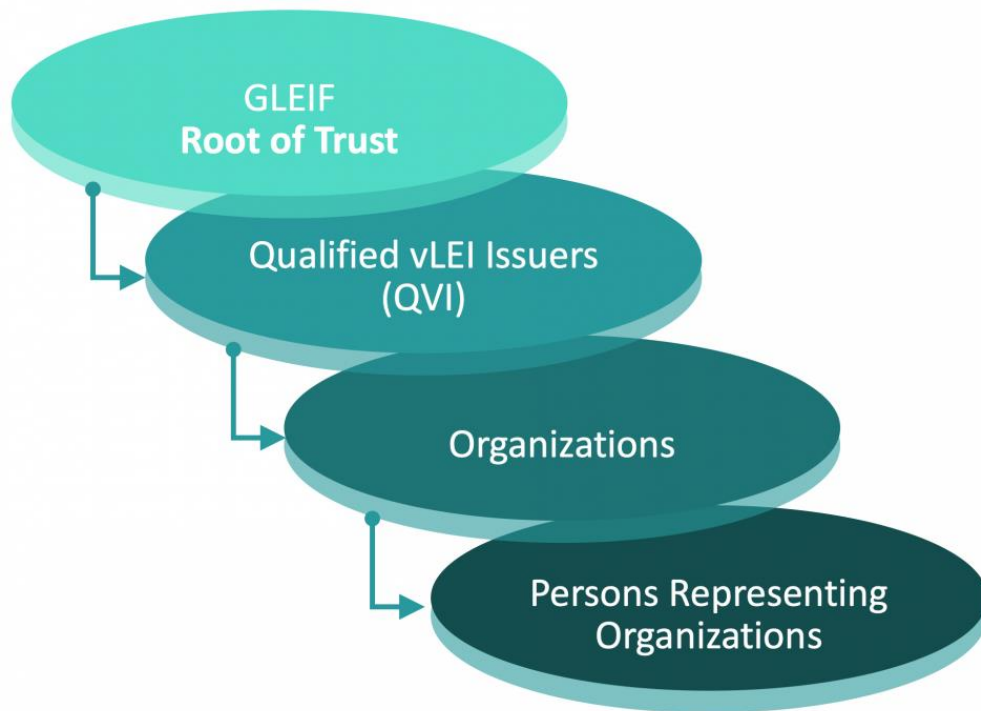 GLEIF
Root of Trust
Qualified vLEI Issuers
(QVI)
Organizations
Persons Representing
Organizations